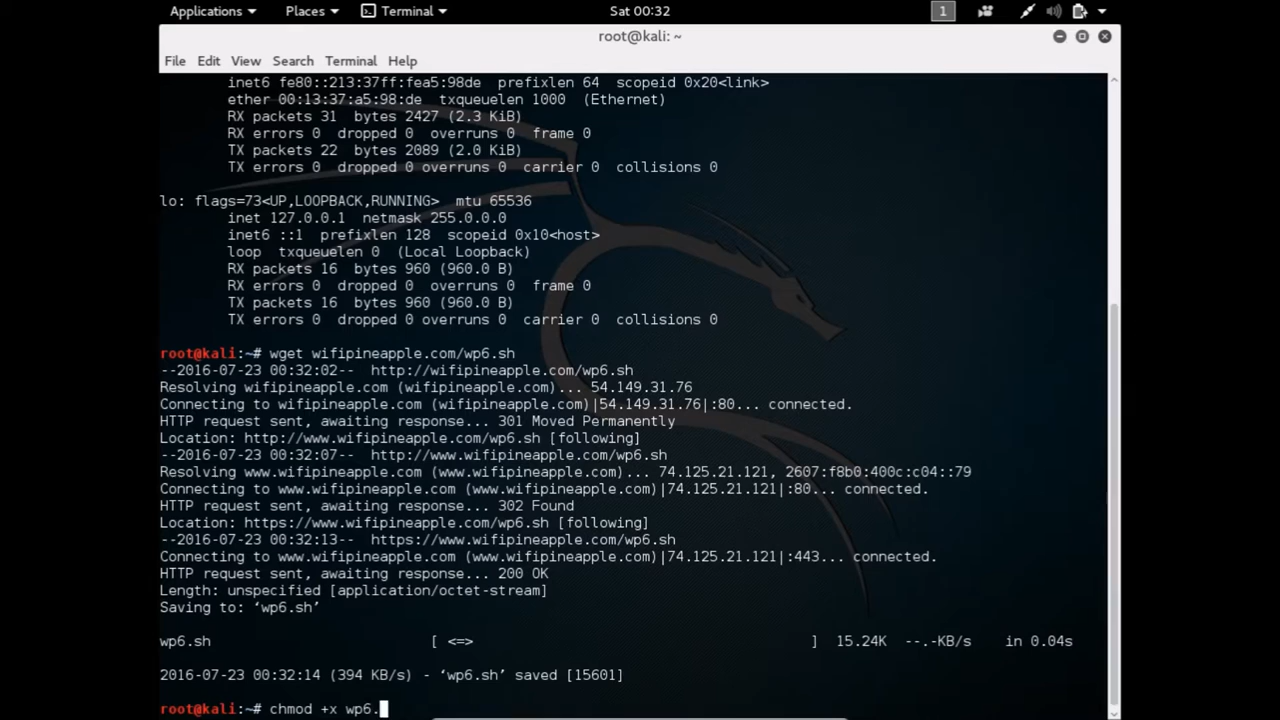 Applications Places Terminal Sat 00:32 1
root@kali: ~
File Edit View Search Terminal Help
inet6 fe80::213:37ff:fea5:98de prefixlen 64 scopeid 0x20<link>
ether 00:13:37:a5:98:de txqueuelen 1000 (Ethernet)
RX packets 31 bytes 2427 (2.3 KiB)
RX errors 0 dropped 0 overruns 0 frame 0
TX packets 22 bytes 2089 (2.0 KiB)
TX errors 0 dropped 0 overruns 0 carrier 0 collisions 0
lo: flags=73<UP,LOOPBACK,RUNNING> mtu 65536
inet 127.0.0.1 netmask 255.0.0.0
inet6 ::1 prefixlen 128 scopeid 0x10<host>
loop txqueuelen 0 (Local Loopback)
RX packets 16 bytes 960 (960.0 B)
RX errors 0 dropped 0 overruns 0 frame 0
TX packets 16 bytes 960 (960.0 B)
TX errors 0 dropped 0 overruns 0 carrier 0 collisions 0
root@kali:~# wget wifipineapple.com/wp6.sh
--2016-07-23 00:32:02-- http://wifipineapple.com/wp6.sh
Resolving wifipineapple.com (wifipineapple.com)... 54.149.31.76
Connecting to wifipineapple.com (wifipineapple.com)|54.149.31.76|:80... connected.
HTTP request sent, awaiting response... 301 Moved Permanently
Location: http://www.wifipineapple.com/wp6.sh [following]
--2016-07-23 00:32:07-- http://www.wifipineapple.com/wp6.sh
Resolving www.wifipineapple.com (www.wifipineapple.com)... 74.125.21.121, 2607:f8b0:400c:c04::79
Connecting to www.wifipineapple.com (www.wifipineapple.com)|74.125.21.121|:80... connected.
HTTP request sent, awaiting response... 302 Found
Location: https://www.wifipineapple.com/wp6.sh [following]
--2016-07-23 00:32:13-- https://www.wifipineapple.com/wp6.sh
Connecting to www.wifipineapple.com (www.wifipineapple.com)|74.125.21.121|:443... connected.
HTTP request sent, awaiting response... 200 OK
Length: unspecified [application/octet-stream]
Saving to: ‘wp6.sh’
wp6.sh [ <=> ] 15.24K --.-KB/s in 0.04s
2016-07-23 00:32:14 (394 KB/s) - ‘wp6.sh’ saved [15601]
root@kali:~# chmod +x wp6.